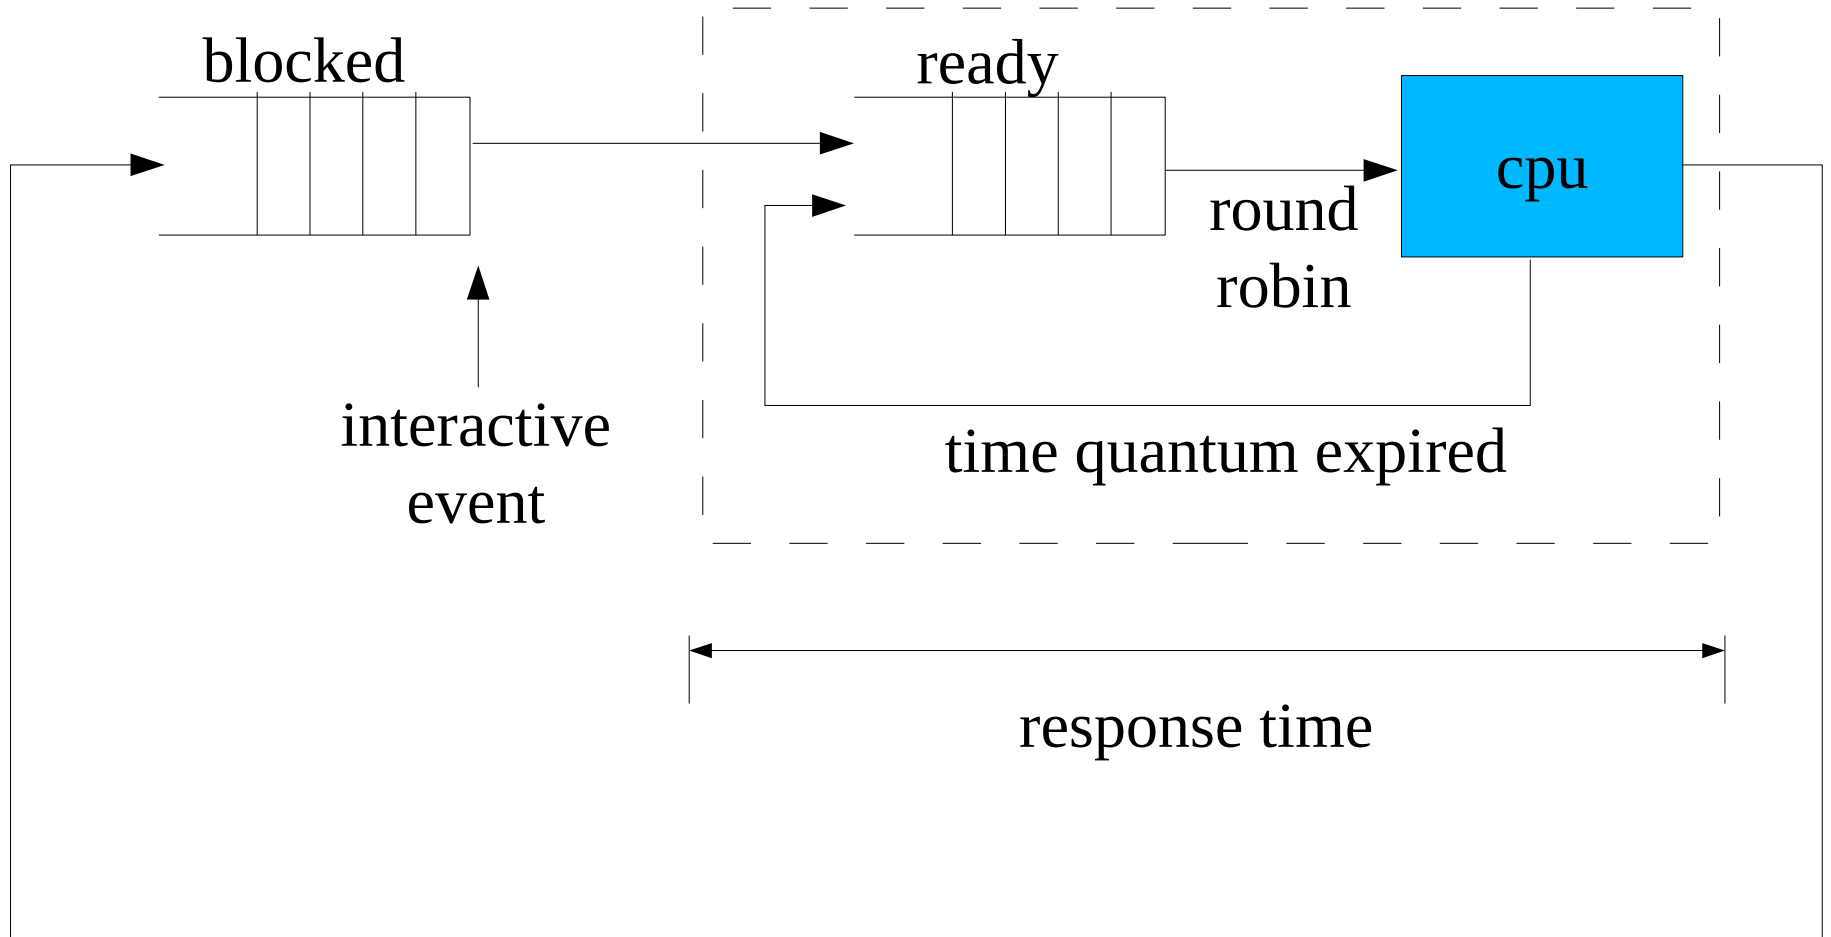 blocked
ready
cpu
round
robin
interactive
event
time quantum expired
response time